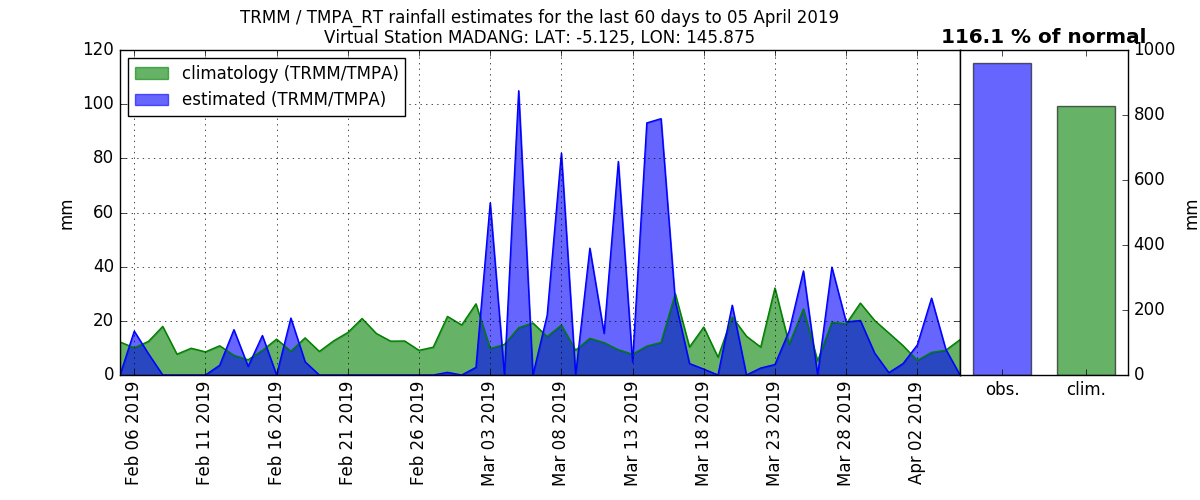 TRMM / TMPA_RT rainfall estimates for the last 60 days to 05 April 2019
Virtual Station MADANG: LAT: -5.125, LON: 145.875
116.1 % of normal
climatology (TRMM/TMPA)
estimated (TRMM/TMPA)
mm
120
100
80
60
40
20
0
Feb 06 2019
Feb 11 2019
Feb 16 2019
Feb 21 2019
Feb 26 2019
Mar 03 2019
Mar 08 2019
Mar 13 2019
Mar 18 2019
Mar 23 2019
Mar 28 2019
Apr 02 2019
obs.
clim.
1000
800
600
400
200
0
mm